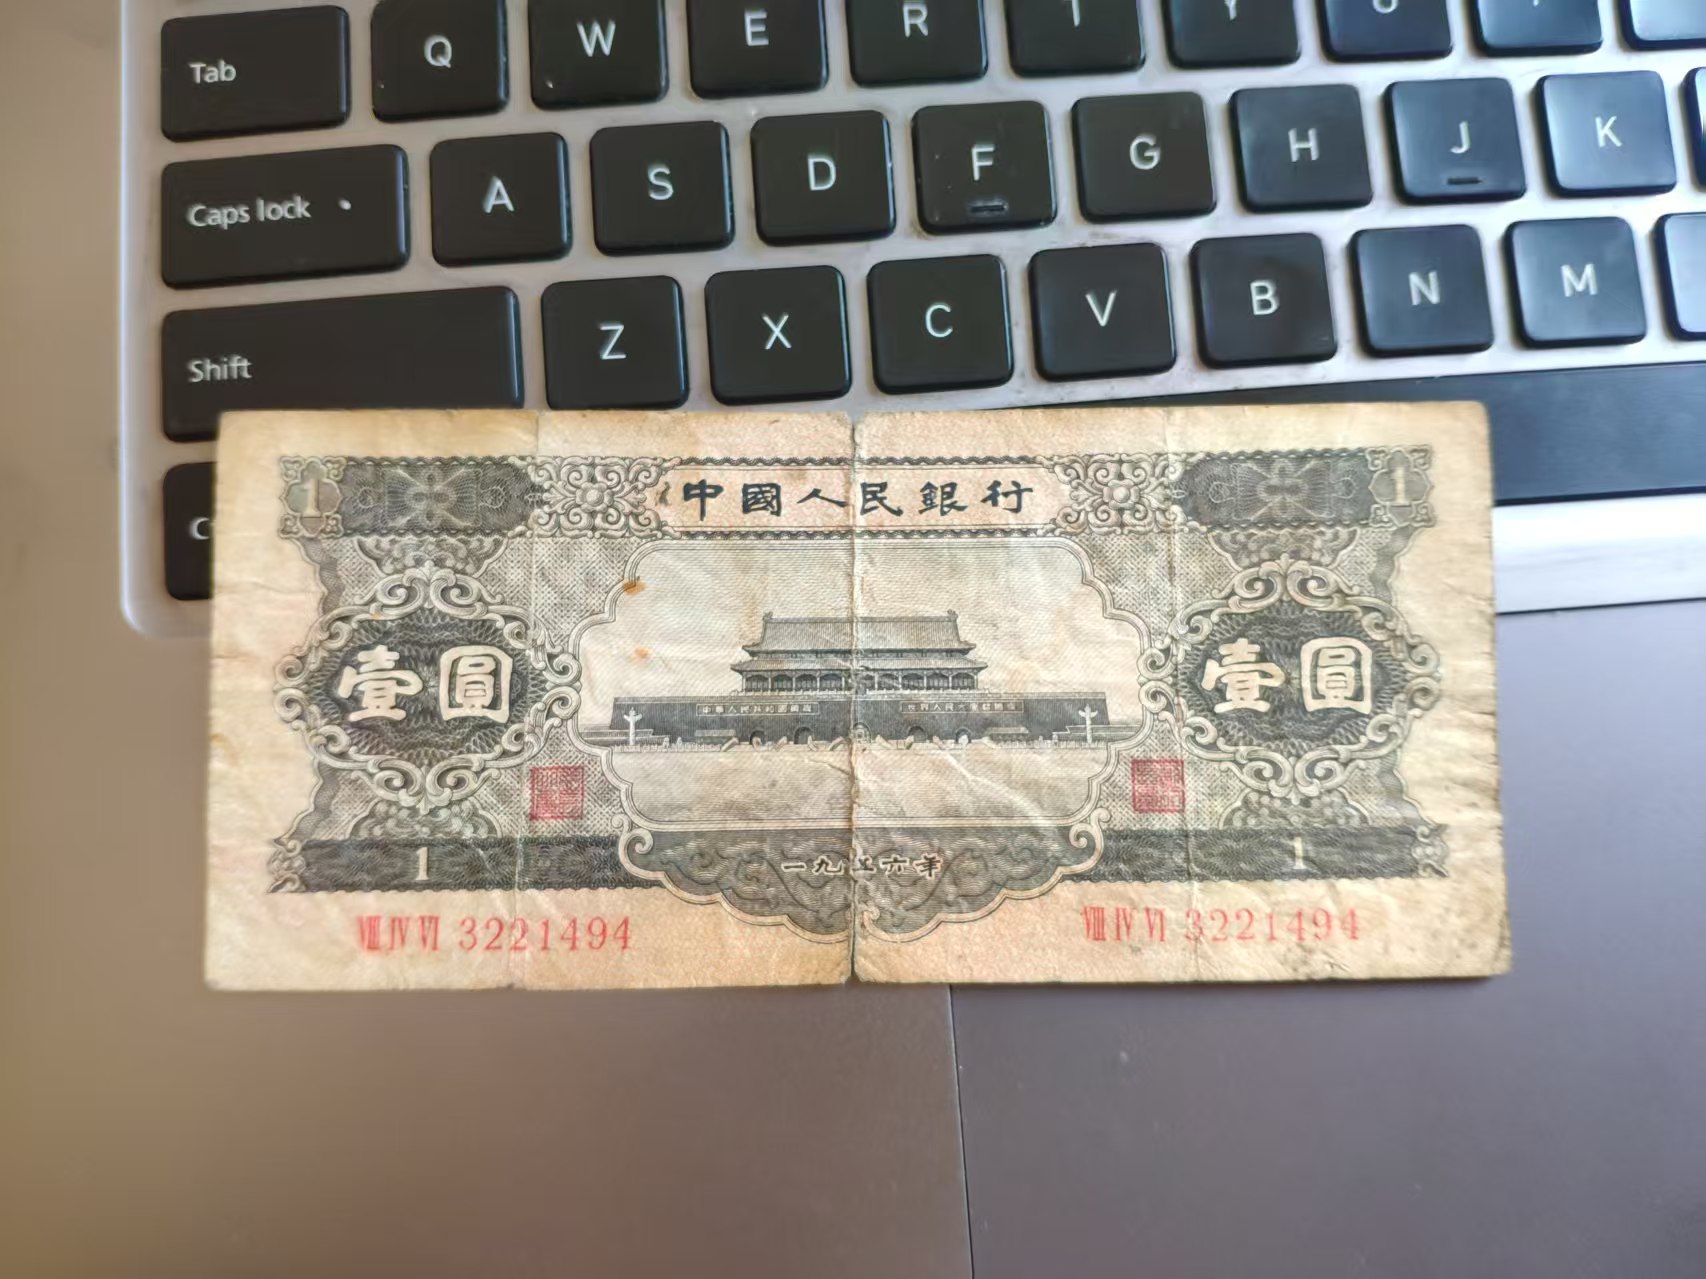 Tab Q W E R T Y U
Caps lock A S D F G H J K
Shift Z X C V B N M
C
1 中國人民銀行 1
壹圓 壹圓
1 一九五六年 1
Ⅷ Ⅳ Ⅵ 3221494 Ⅷ Ⅳ Ⅵ 3221494